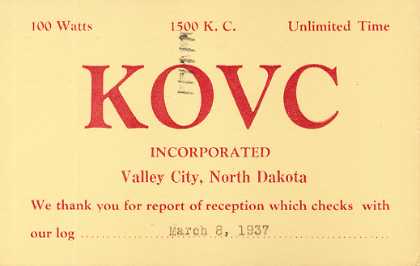 100 Watts 1500 K. C. Unlimited Time
KOVC
INCORPORATED
Valley City, North Dakota
We thank you for report of reception which checks with
our log ........ March 8, 1937 ........